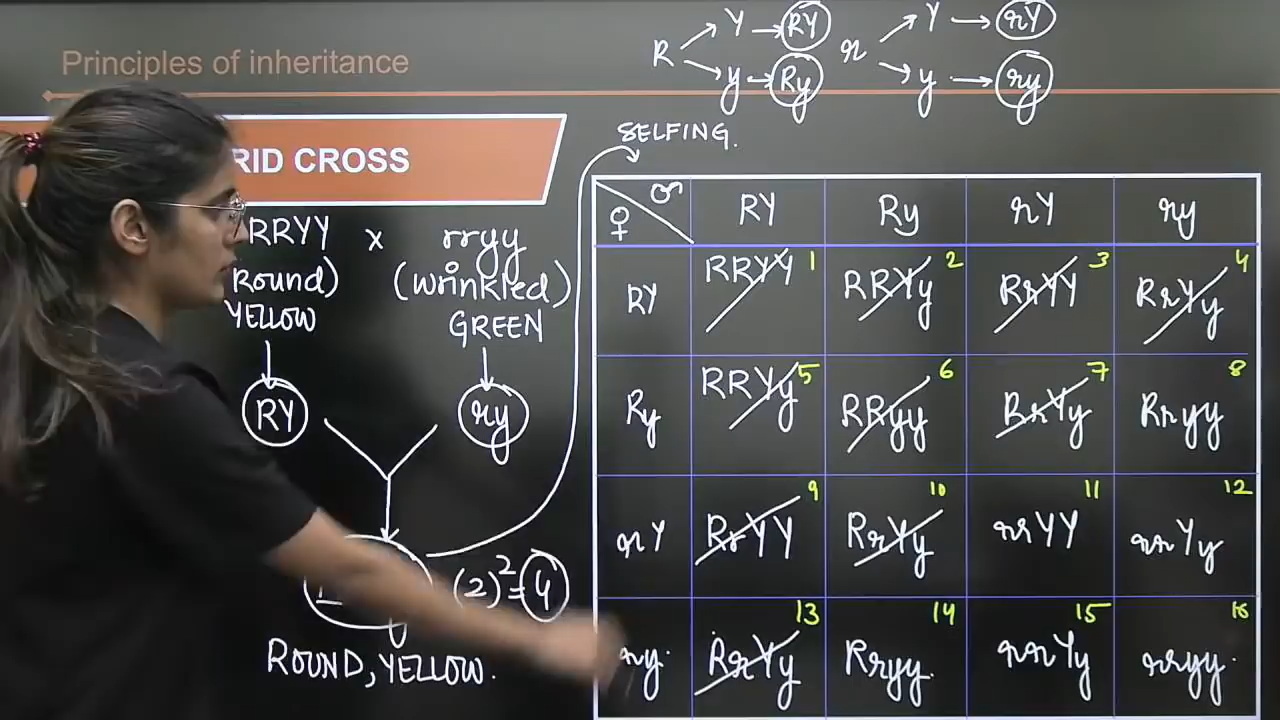 Principles of inheritance
RID CROSS
R Y RY
y Ry
r Y rY
y ry
SELFING.
RRYY x rryy
Round) (wrinkled)
YELLOW GREEN
RY ry
(2)² = 4
ROUND, YELLOW.
♀ ♂ RY Ry rY ry
RY RRYY 1 RRYy 2 RrYY 3 RrYy 4
Ry RRYy 5 RRyy 6 RrYy 7 Rryy 8
rY RrYY 9 RrYy 10 rrYY 11 rrYy 12
ry. RrYy 13 Rryy. 14 rrYy 15 rryy. 16